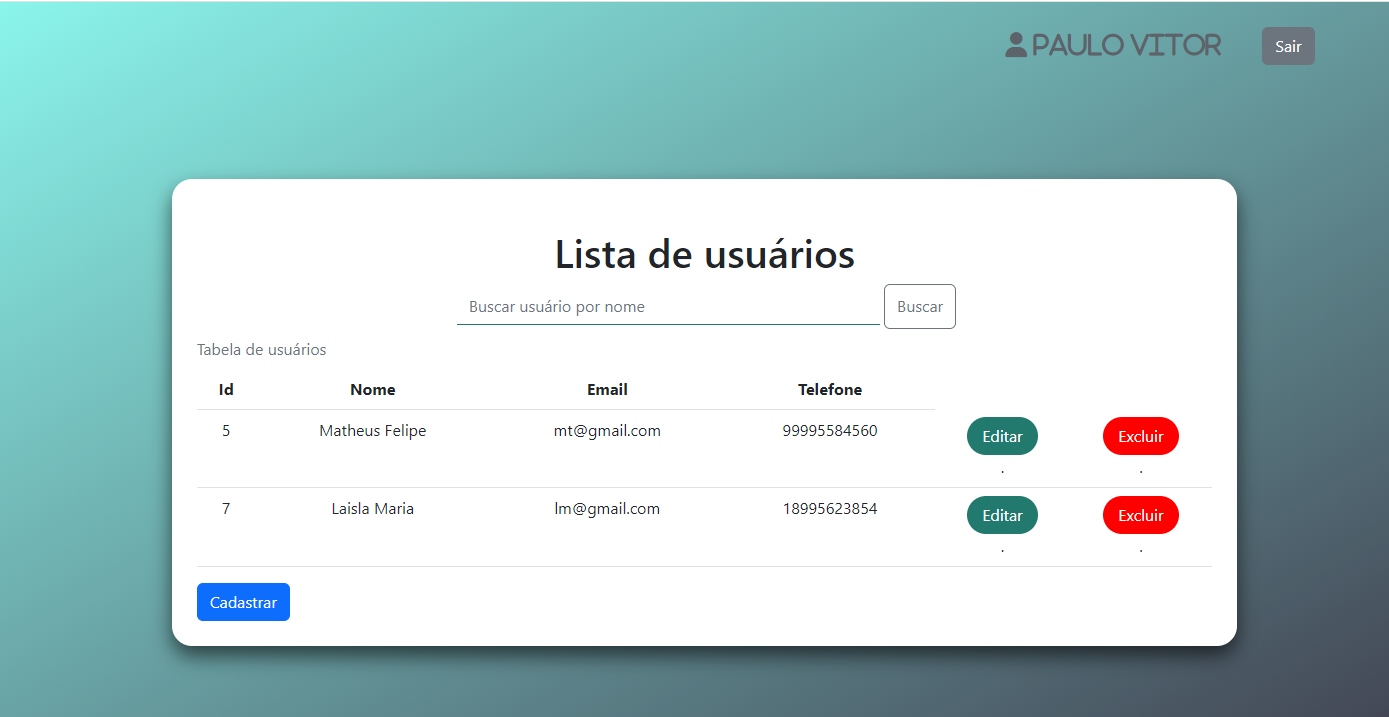 PAULO VITOR Sair
Lista de usuários
Buscar usuário por nome Buscar
Tabela de usuários
Id Nome Email Telefone
5 Matheus Felipe mt@gmail.com 99995584560 Editar Excluir
. .
7 Laisla Maria lm@gmail.com 18995623854 Editar Excluir
. .
Cadastrar